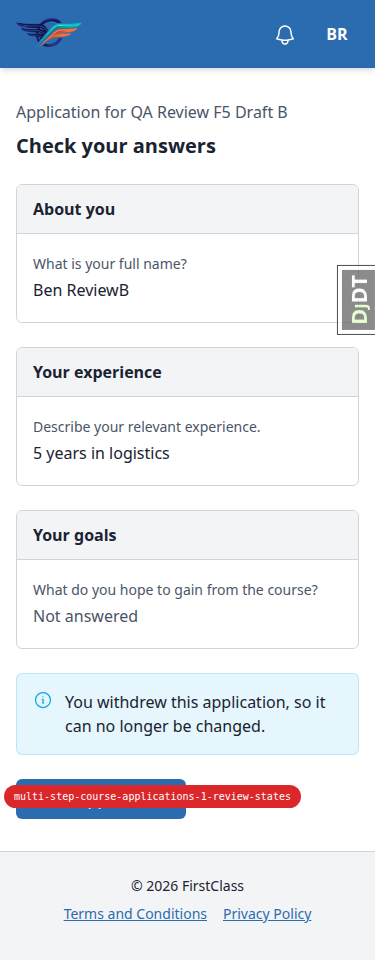 BR
Application for QA Review F5 Draft B
Check your answers
About you
What is your full name?
Ben ReviewB
DJDT
Your experience
Describe your relevant experience.
5 years in logistics
Your goals
What do you hope to gain from the course?
Not answered
You withdrew this application, so it
can no longer be changed.
multi-step-course-applications-1-review-states
© 2026 FirstClass
Terms and Conditions Privacy Policy